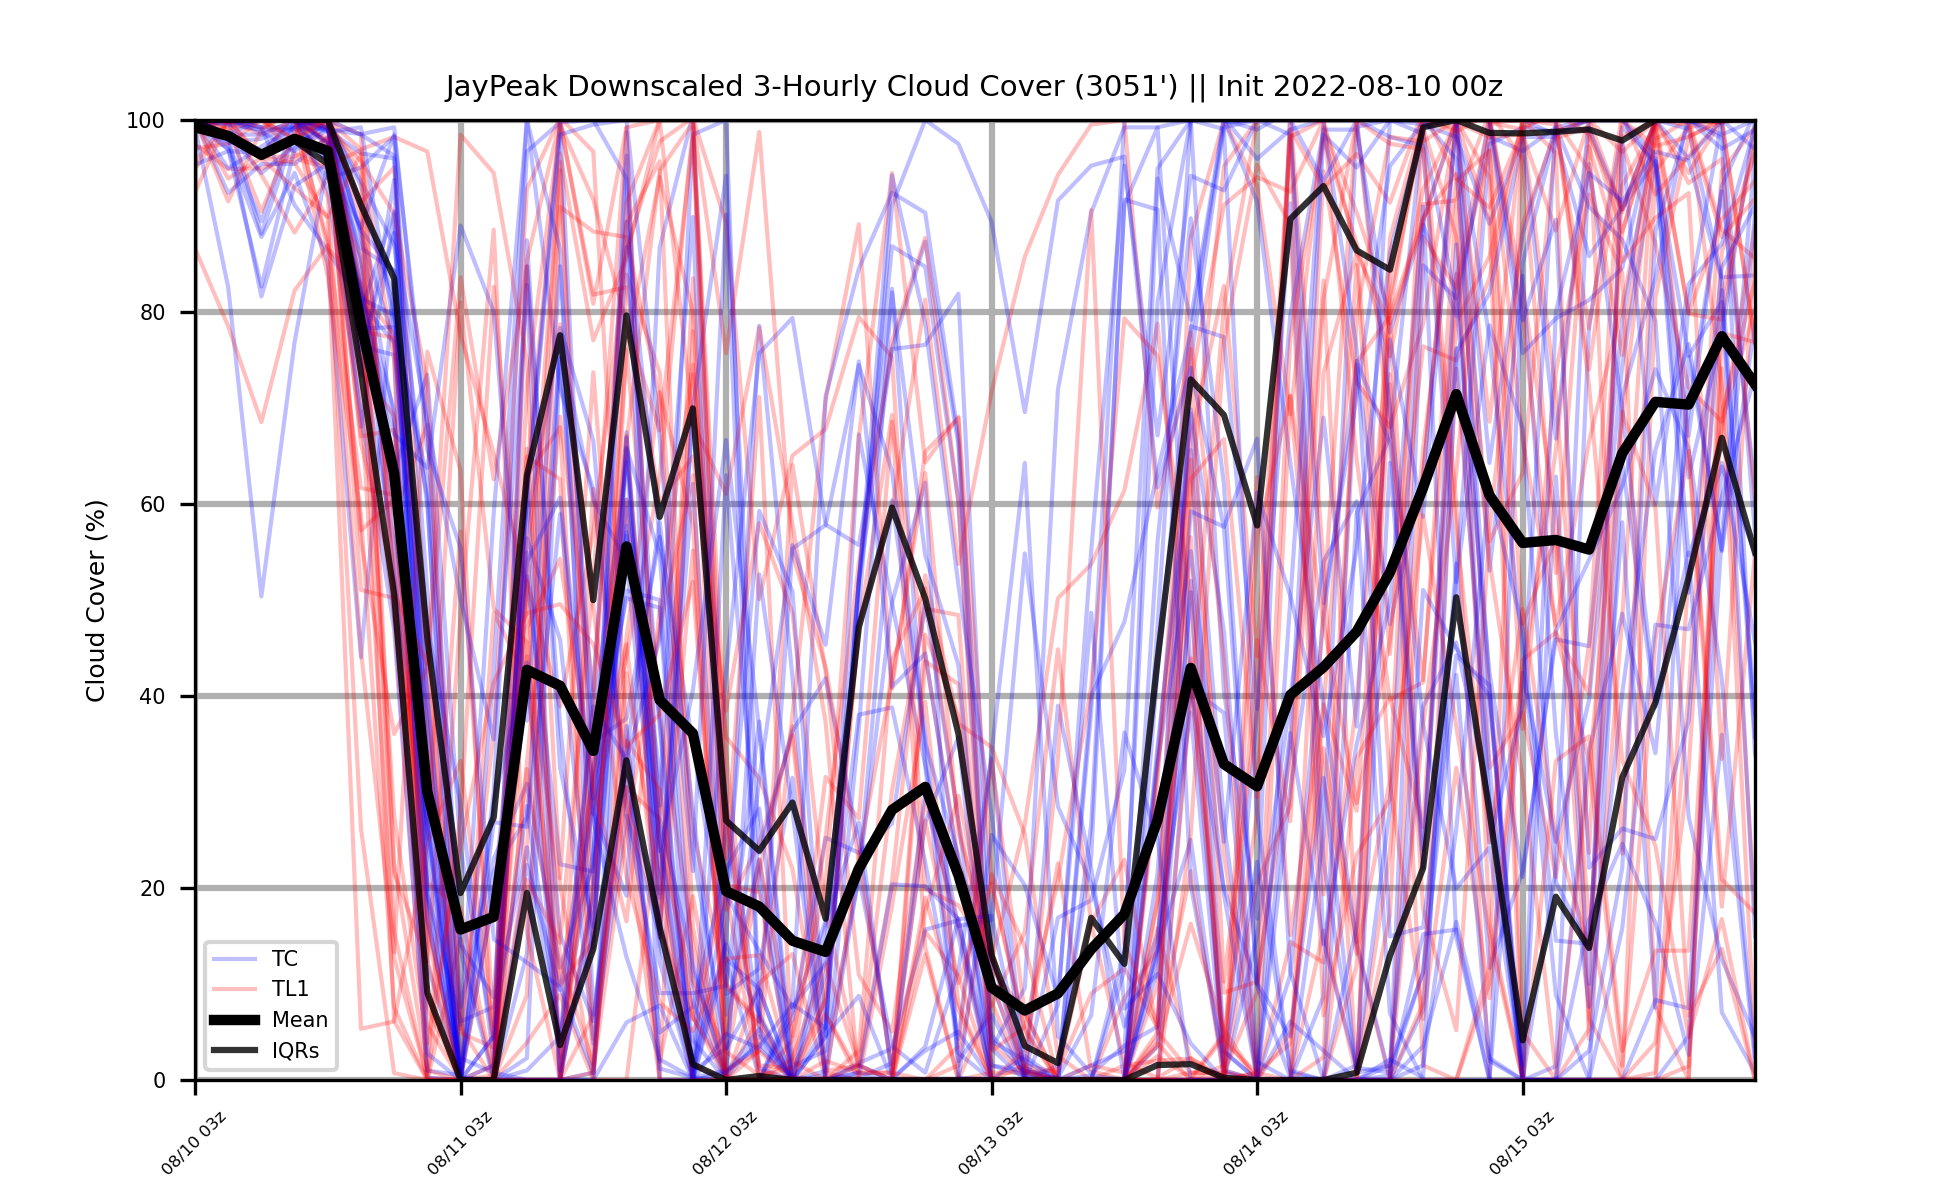 JayPeak Downscaled 3-Hourly Cloud Cover (3051') || Init 2022-08-10 00z
Cloud Cover (%)
100
80
60
40
20
0
TC
TL1
Mean
IQRs
08/10 03z
08/11 03z
08/12 03z
08/13 03z
08/14 03z
08/15 03z